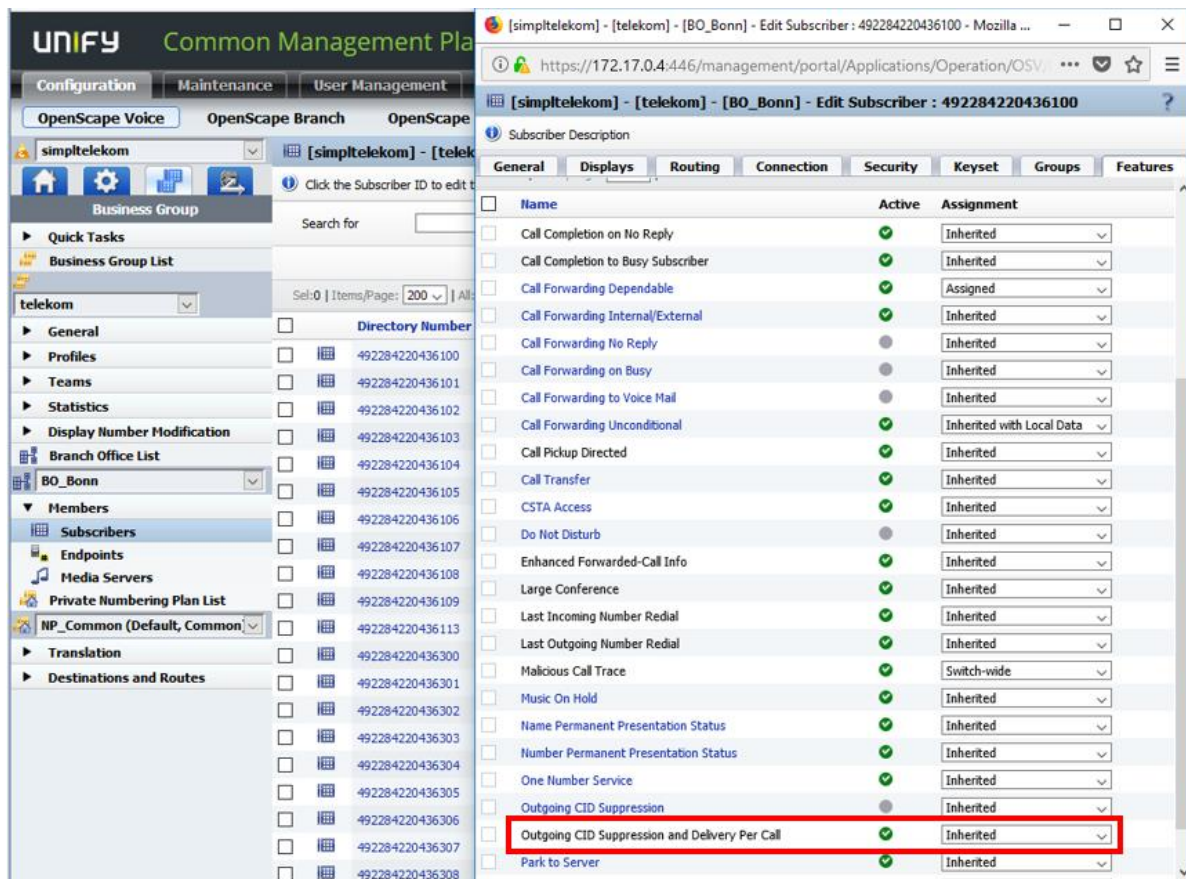 UNIFY Common Management Pla
Configuration Maintenance User Management
OpenScape Voice OpenScape Branch OpenScape
simpltelekom
Business Group
Quick Tasks
Business Group List
telekom
General
Profiles
Teams
Statistics
Display Number Modification
Branch Office List
BO_Bonn
Members
Subscribers
Endpoints
Media Servers
Private Numbering Plan List
NP_Common (Default, Common)
Translation
Destinations and Routes
[simpltelekom] - [telek
Click the Subscriber ID to edit t
Search for
Sel:0 | Items/Page: 200 | All:
Directory Number
492284220436100
492284220436101
492284220436102
492284220436103
492284220436104
492284220436105
492284220436106
492284220436107
492284220436108
492284220436109
492284220436113
492284220436300
492284220436301
492284220436302
492284220436303
492284220436304
492284220436305
492284220436306
492284220436307
492284220436308
[simpltelekom] - [telekom] - [BO_Bonn] - Edit Subscriber : 492284220436100 - Mozilla ...
https://172.17.0.4:446/management/portal/Applications/Operation/OSV/
[simpltelekom] - [telekom] - [BO_Bonn] - Edit Subscriber : 492284220436100 ?
Subscriber Description
General Displays Routing Connection Security Keyset Groups Features
Name Active Assignment
Call Completion on No Reply Inherited
Call Completion to Busy Subscriber Inherited
Call Forwarding Dependable Assigned
Call Forwarding Internal/External Inherited
Call Forwarding No Reply Inherited
Call Forwarding on Busy Inherited
Call Forwarding to Voice Mail Inherited
Call Forwarding Unconditional Inherited with Local Data
Call Pickup Directed Inherited
Call Transfer Inherited
CSTA Access Inherited
Do Not Disturb Inherited
Enhanced Forwarded-Call Info Inherited
Large Conference Inherited
Last Incoming Number Redial Inherited
Last Outgoing Number Redial Inherited
Malicious Call Trace Switch-wide
Music On Hold Inherited
Name Permanent Presentation Status Inherited
Number Permanent Presentation Status Inherited
One Number Service Inherited
Outgoing CID Suppression Inherited
Outgoing CID Suppression and Delivery Per Call Inherited
Park to Server Inherited